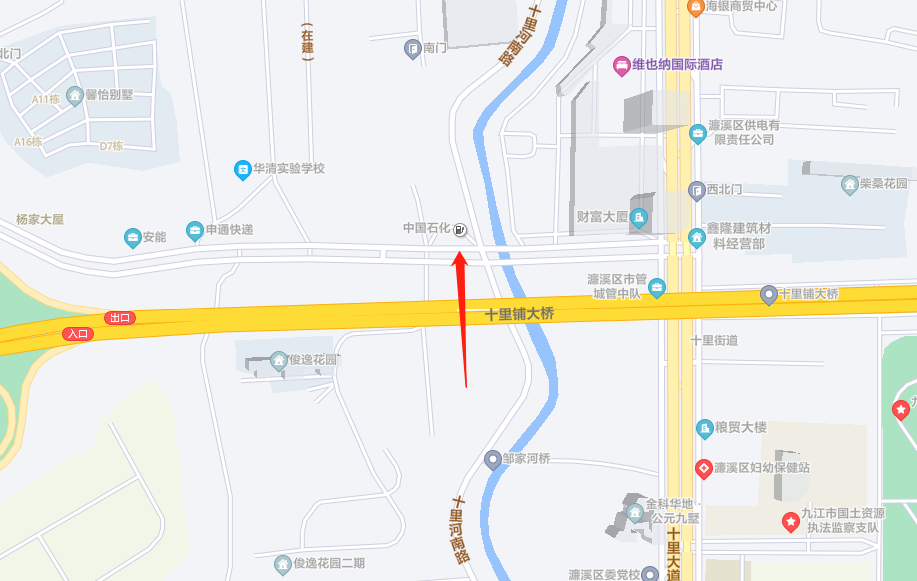 海银商贸中心
十里河南路
(在建)
南门
北门
维也纳国际酒店
A11栋
馨怡别墅
濂溪区供电有
限责任公司
A16栋
D7栋
华清实验学校
西北门
柴桑花园
杨家大屋
安能
申通快递
中国石化
财富大厦
鑫隆建筑材
料经营部
濂溪区市管
城管中队
十里铺大桥
出口
入口
十里铺大桥
十里街道
俊逸花园
九
粮贸大楼
邹家河桥
濂溪区妇幼保健站
十里河南路
金科华地·
公元九墅
九江市国土资源
执法监察支队
十里大道
俊逸花园二期
濂溪区委党校